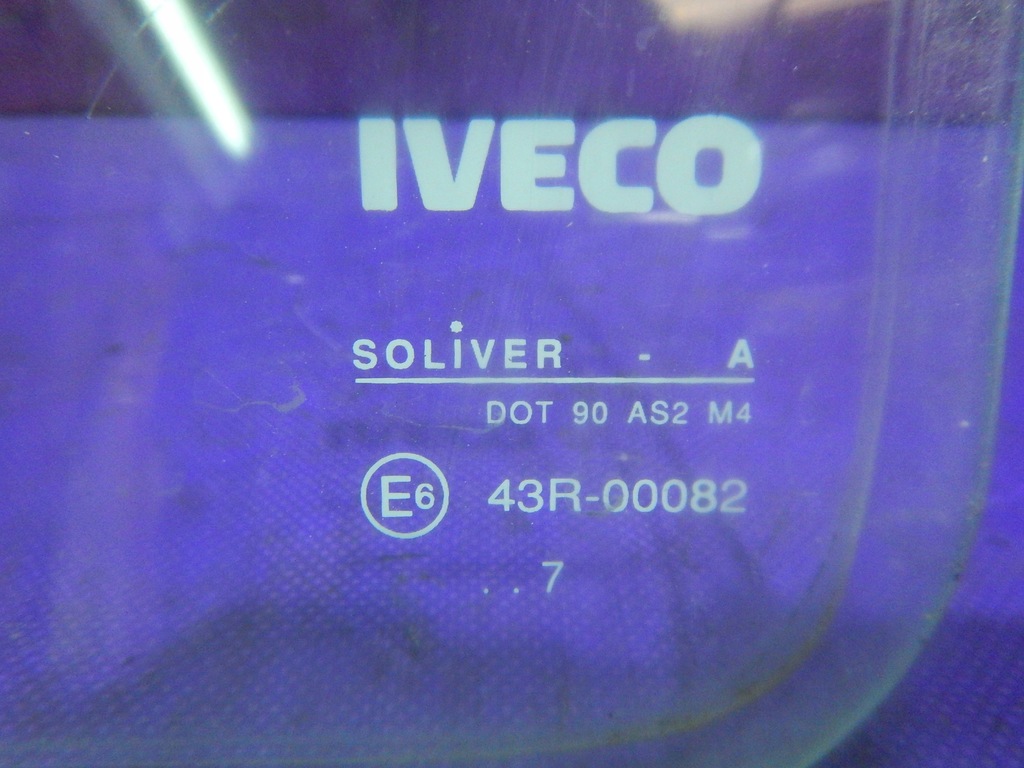 IVECO
SOLIVER - A
DOT 90 AS2 M4
E6 43R-00082
. . 7